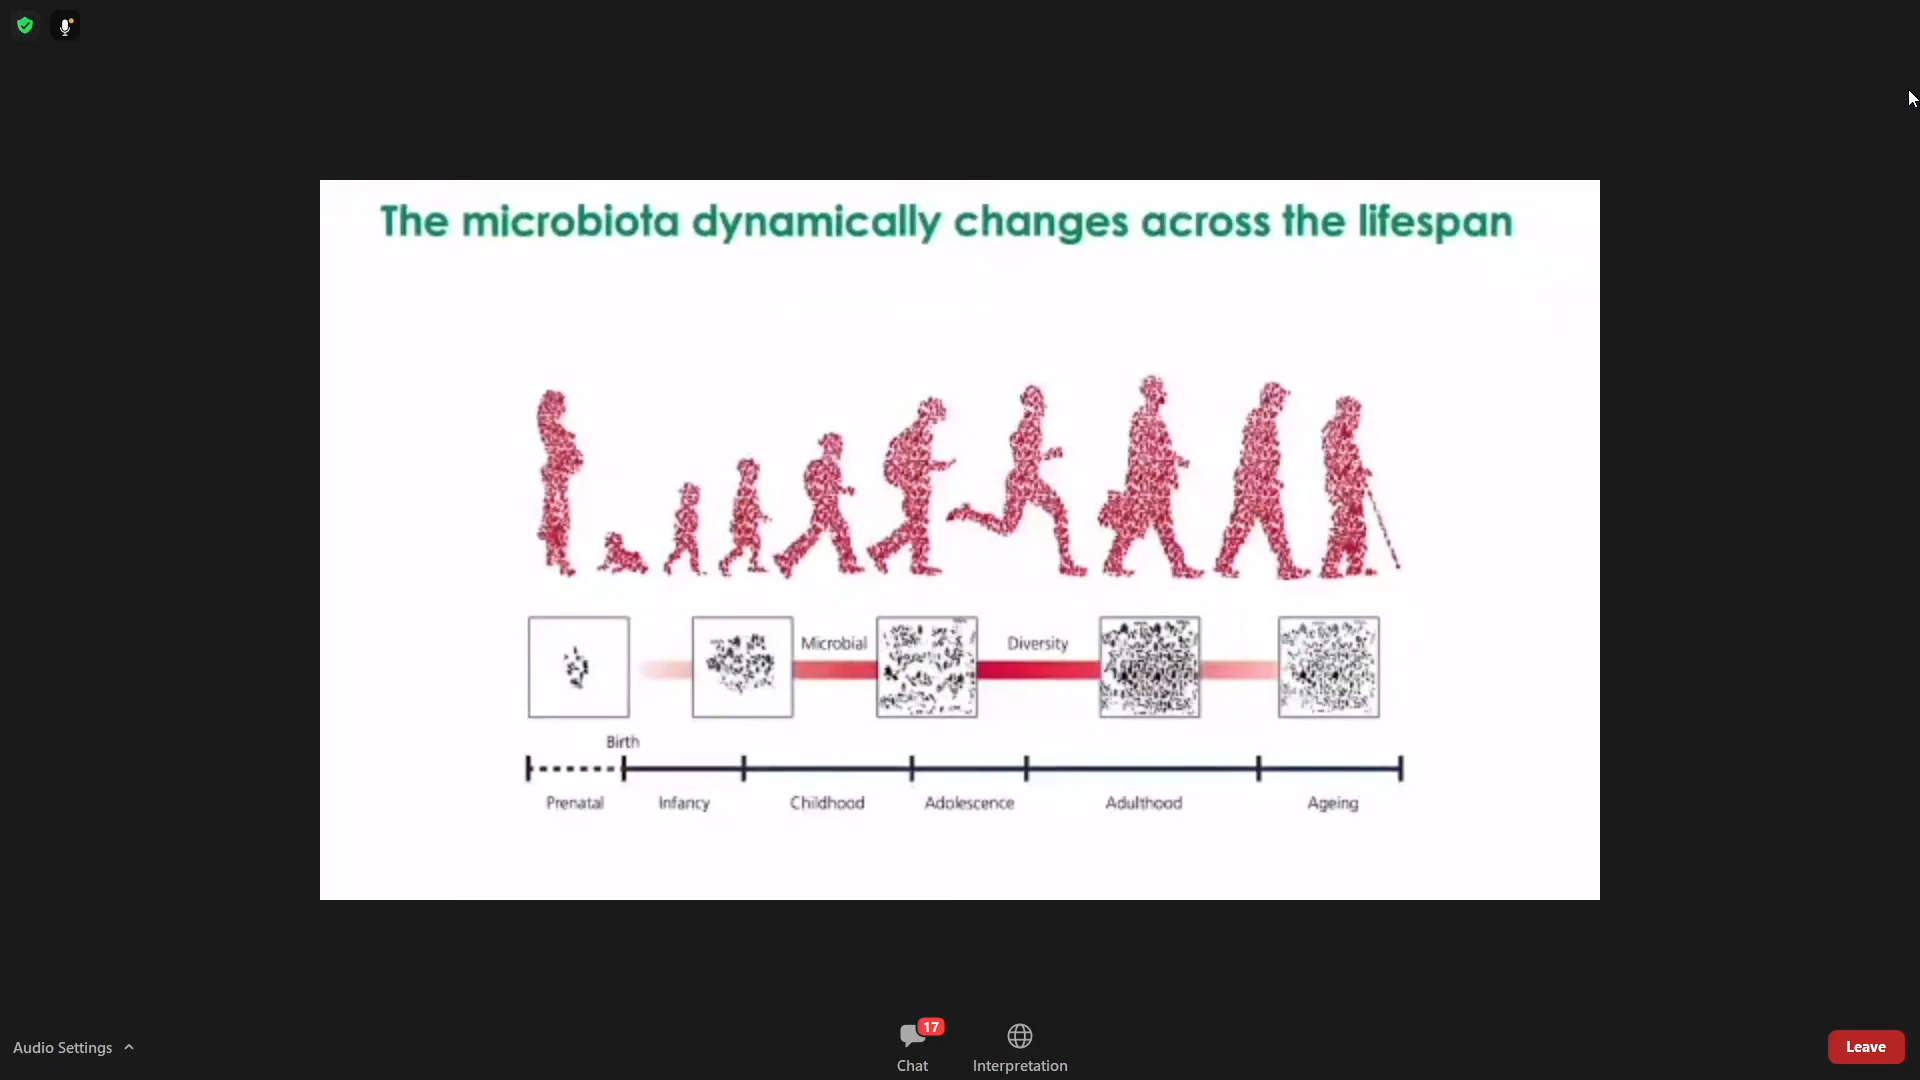 The microbiota dynamically changes across the lifespan
Microbial Diversity
Birth
Prenatal Infancy Childhood Adolescence Adulthood Ageing
17
Audio Settings Chat Interpretation Leave